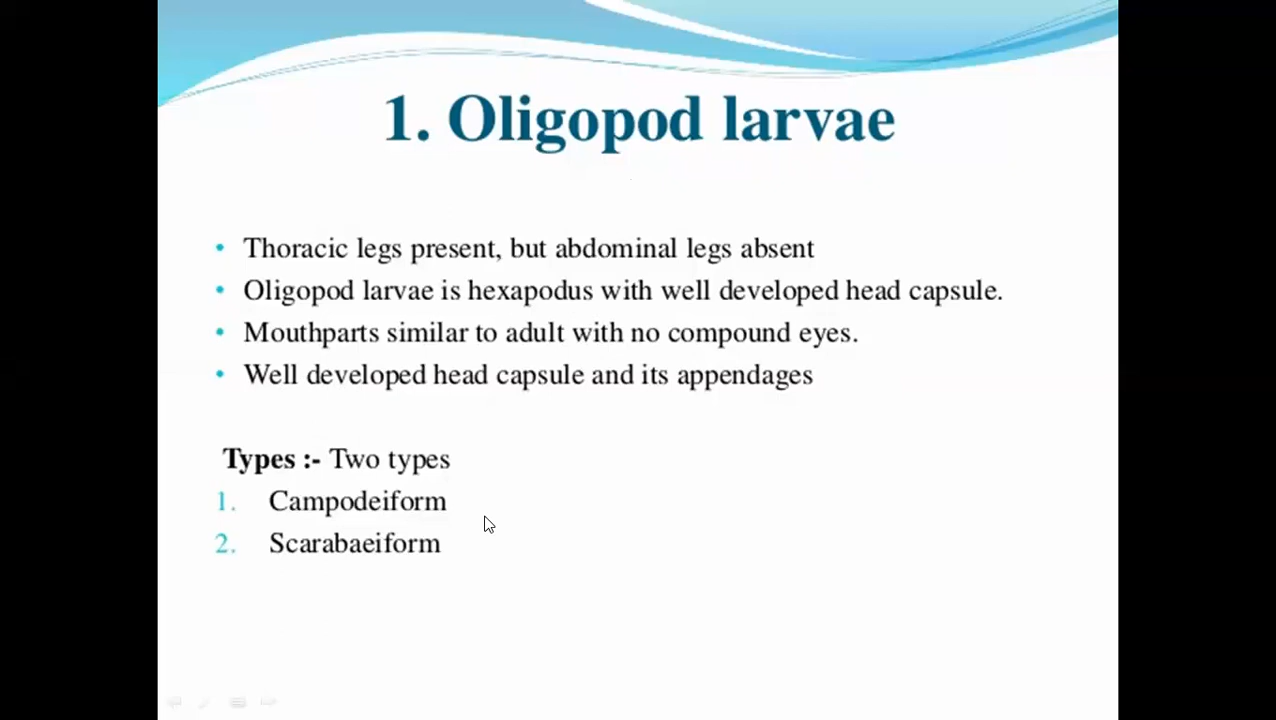 1. Oligopod larvae
• Thoracic legs present, but abdominal legs absent
• Oligopod larvae is hexapodus with well developed head capsule.
• Mouthparts similar to adult with no compound eyes.
• Well developed head capsule and its appendages
Types :- Two types
1. Campodeiform
2. Scarabaeiform